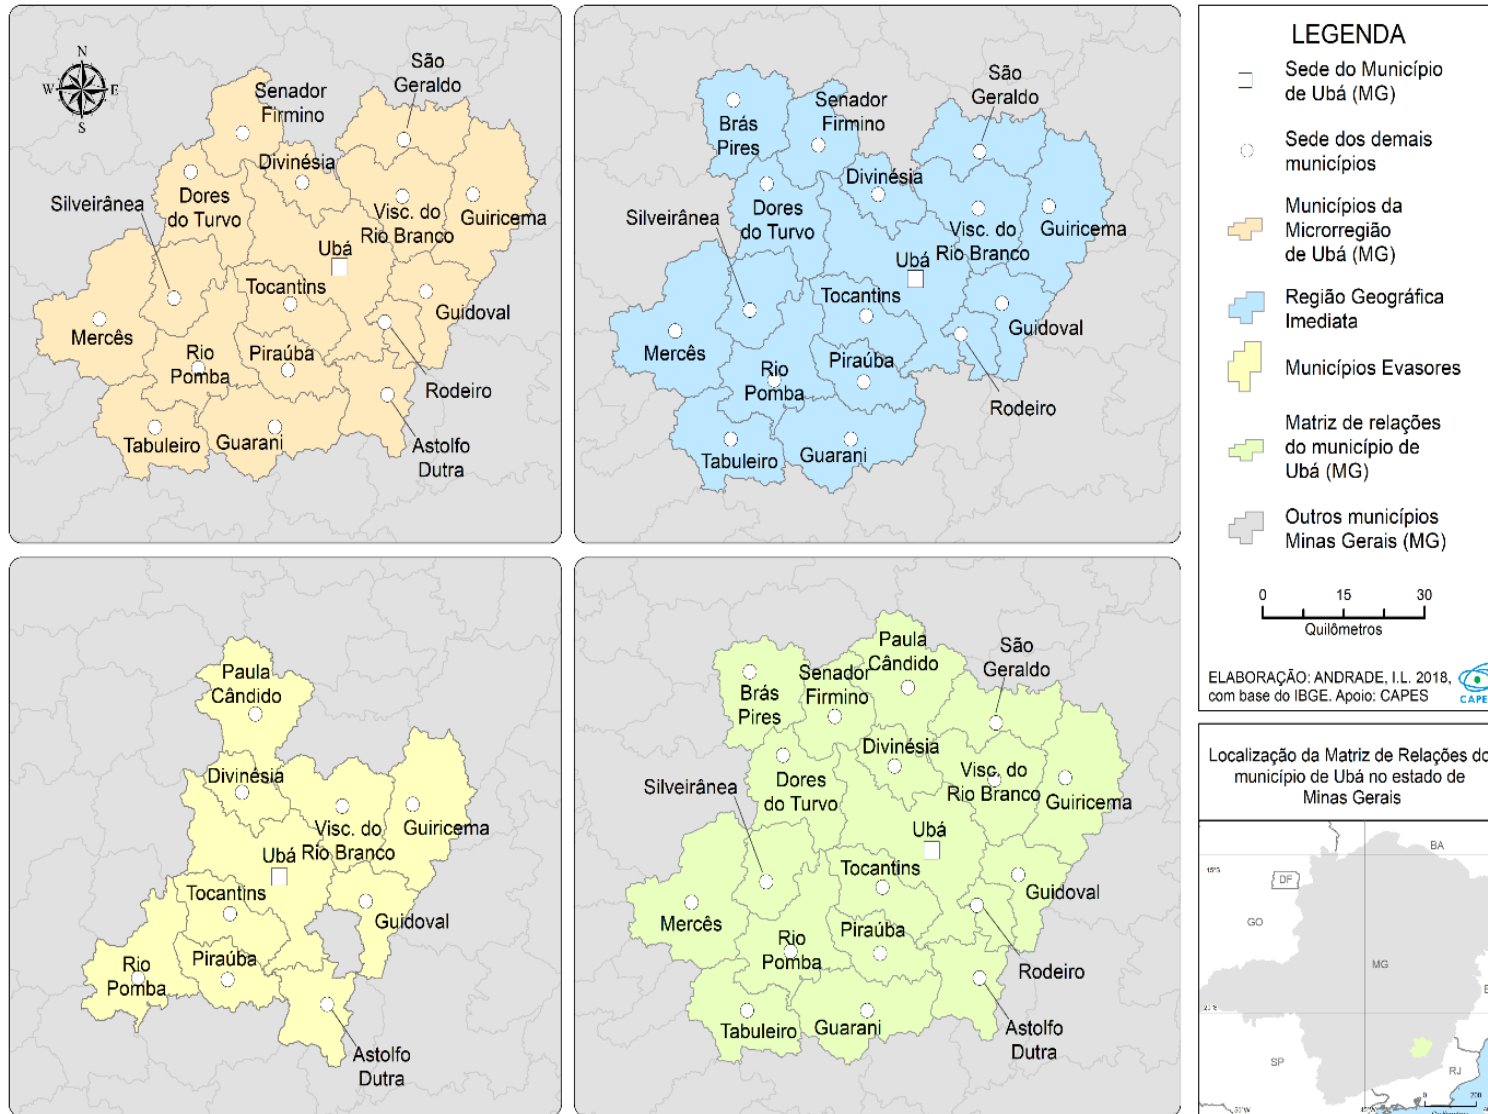 N
W
E
S
São
Geraldo
Senador
Firmino
Divinésia
Silveirânea
Dores
do Turvo
Visc. do
Rio Branco
Guiricema
Ubá
Tocantins
Guidoval
Mercês
Rio
Pomba
Piraúba
Rodeiro
Tabuleiro
Guarani
Astolfo
Dutra
São
Geraldo
Brás
Pires
Senador
Firmino
Divinésia
Silveirânea
Dores
do Turvo
Visc. do
Rio Branco
Guiricema
Ubá
Tocantins
Guidoval
Mercês
Rio
Pomba
Piraúba
Rodeiro
Tabuleiro
Guarani
Paula
Cândido
Divinésia
Visc. do
Rio Branco
Guiricema
Ubá
Tocantins
Guidoval
Rio
Pomba
Piraúba
Astolfo
Dutra
Paula
Cândido
São
Geraldo
Brás
Pires
Senador
Firmino
Divinésia
Silveirânea
Dores
do Turvo
Visc. do
Rio Branco
Guiricema
Ubá
Tocantins
Guidoval
Mercês
Rio
Pomba
Piraúba
Rodeiro
Tabuleiro
Guarani
Astolfo
Dutra
LEGENDA
Sede do Município
de Ubá (MG)
Sede dos demais
municípios
Municípios da
Microrregião
de Ubá (MG)
Região Geográfica
Imediata
Municípios Evasores
Matriz de relações
do município de
Ubá (MG)
Outros municípios
Minas Gerais (MG)
0 15 30
Quilômetros
ELABORAÇÃO: ANDRADE, I.L. 2018,
com base do IBGE. Apoio: CAPES
CAPE
Localização da Matriz de Relações do
município de Ubá no estado de
Minas Gerais
BA
15°S
DF
GO
MG
SP
RJ
0 200